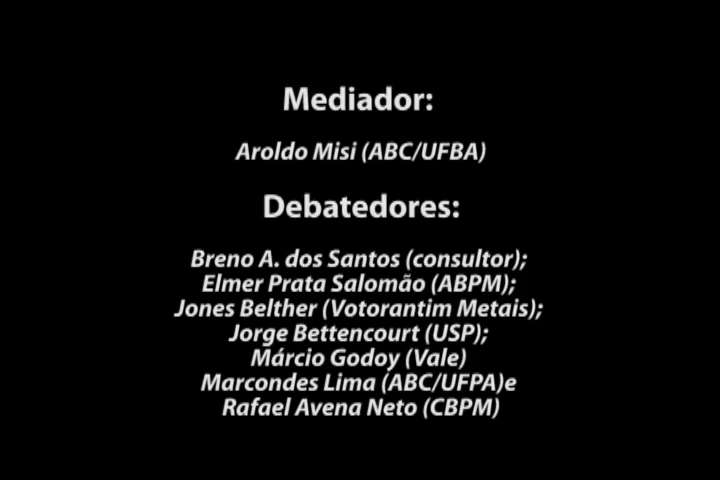 Mediador:
Aroldo Misi (ABC/UFBA)
Debatedores:
Breno A. dos Santos (consultor);
Elmer Prata Salomão (ABPM);
Jones Belther (Votorantim Metais);
Jorge Bettencourt (USP);
Márcio Godoy (Vale)
Marcondes Lima (ABC/UFPA)e
Rafael Avena Neto (CBPM)